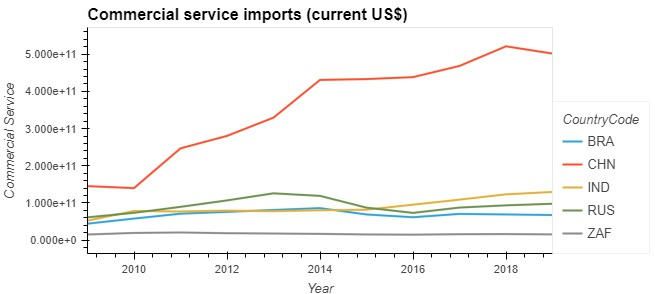 Commercial service imports (current US$)
Commercial Service
5.000e+11
4.000e+11
3.000e+11
2.000e+11
1.000e+11
0.000e+0
2010
2012
2014
2016
2018
Year
CountryCode
BRA
CHN
IND
RUS
ZAF